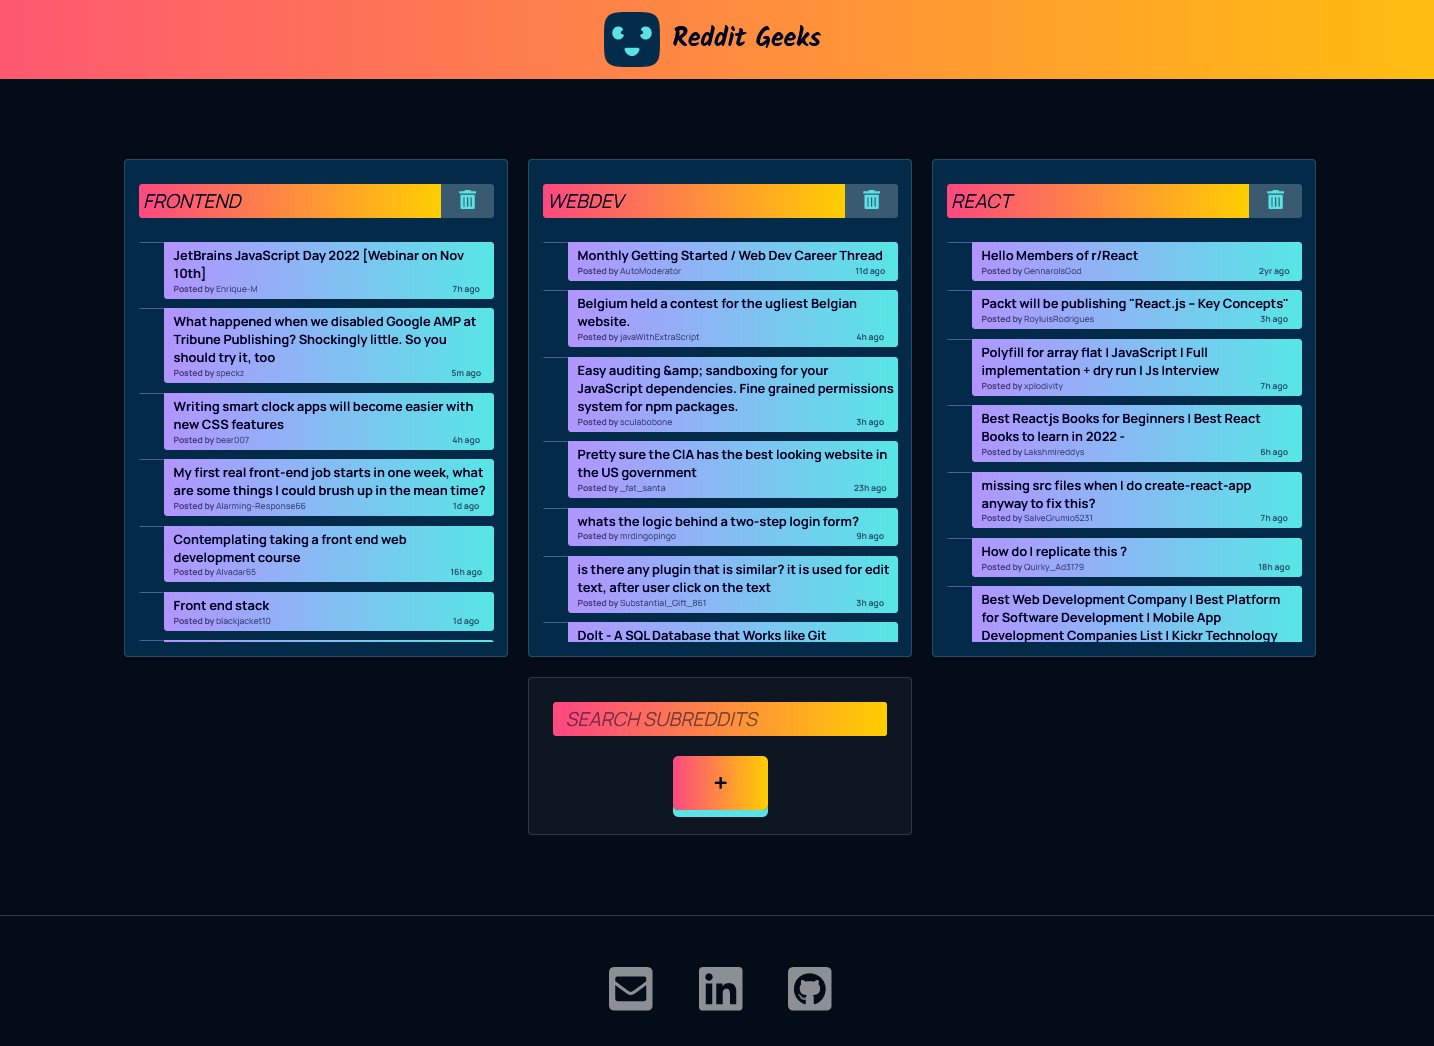 Reddit Geeks
FRONTEND
JetBrains JavaScript Day 2022 [Webinar on Nov
10th]
Posted by Enrique-M 7h ago
What happened when we disabled Google AMP at
Tribune Publishing? Shockingly little. So you
should try it, too
Posted by speckz 5m ago
Writing smart clock apps will become easier with
new CSS features
Posted by bear007 4h ago
My first real front-end job starts in one week, what
are some things I could brush up in the mean time?
Posted by Alarming-Response66 1d ago
Contemplating taking a front end web
development course
Posted by Alvadar65 16h ago
Front end stack
Posted by blackjacket10 1d ago
WEBDEV
Monthly Getting Started / Web Dev Career Thread
Posted by AutoModerator 11d ago
Belgium held a contest for the ugliest Belgian
website.
Posted by javaWithExtraScript 4h ago
Easy auditing &amp; sandboxing for your
JavaScript dependencies. Fine grained permissions
system for npm packages.
Posted by sculabobone 3h ago
Pretty sure the CIA has the best looking website in
the US government
Posted by _fat_santa 23h ago
whats the logic behind a two-step login form?
Posted by mrdingopingo 9h ago
is there any plugin that is similar? it is used for edit
text, after user click on the text
Posted by Substantial_Gift_861 3h ago
Dolt - A SQL Database that Works like Git
REACT
Hello Members of r/React
Posted by GennaroIsGod 2yr ago
Packt will be publishing "React.js – Key Concepts"
Posted by RoyluisRodrigues 3h ago
Polyfill for array flat | JavaScript | Full
implementation + dry run | Js Interview
Posted by xplodivity 7h ago
Best Reactjs Books for Beginners | Best React
Books to learn in 2022 -
Posted by Lakshmireddys 6h ago
missing src files when I do create-react-app
anyway to fix this?
Posted by SalveGrumio5231 7h ago
How do I replicate this ?
Posted by Quirky_Ad3179 18h ago
Best Web Development Company | Best Platform
for Software Development | Mobile App
Development Companies List | Kickr Technology
SEARCH SUBREDDITS
+
in